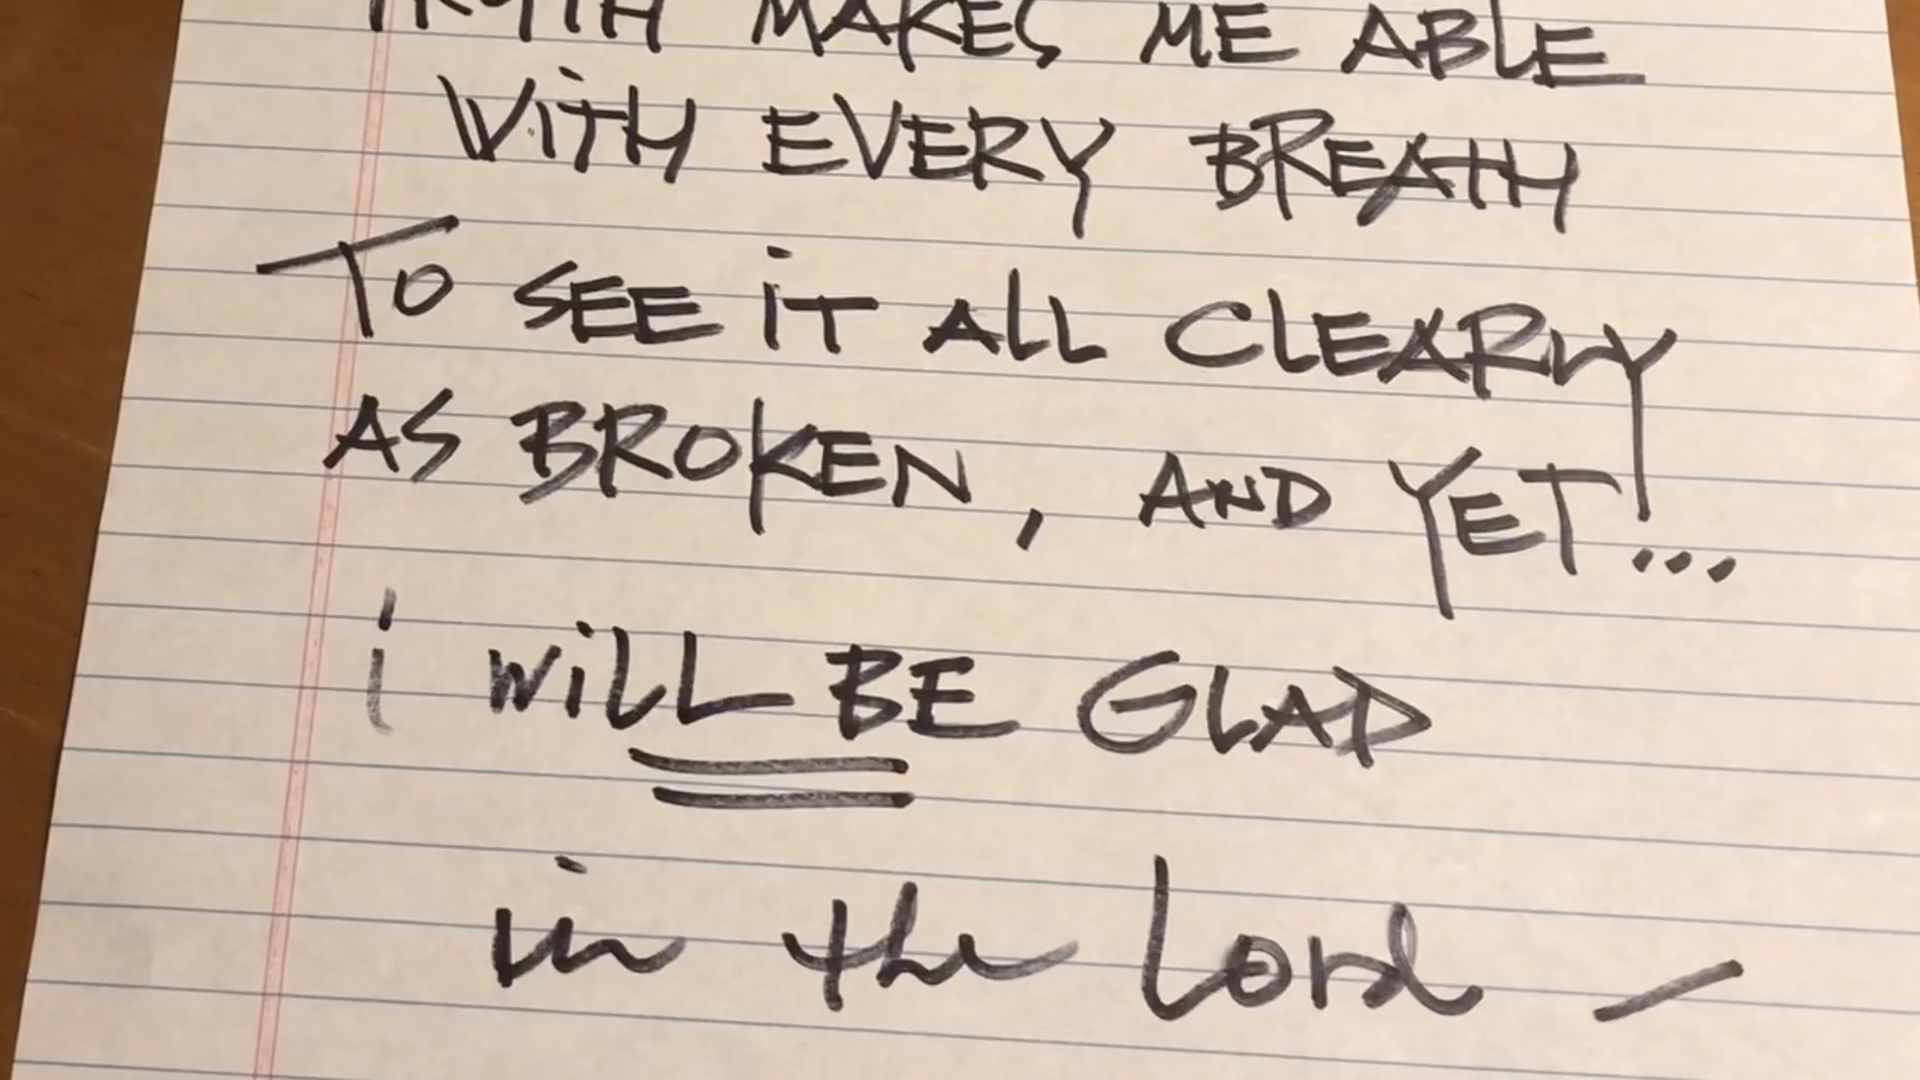 TRUTH MAKES ME ABLE
WiTH EVERY BREATH
To SEE iT All ClEARLY
AS BROKEN, AND YET...
i WiLL BE GLAD
in the Lord –